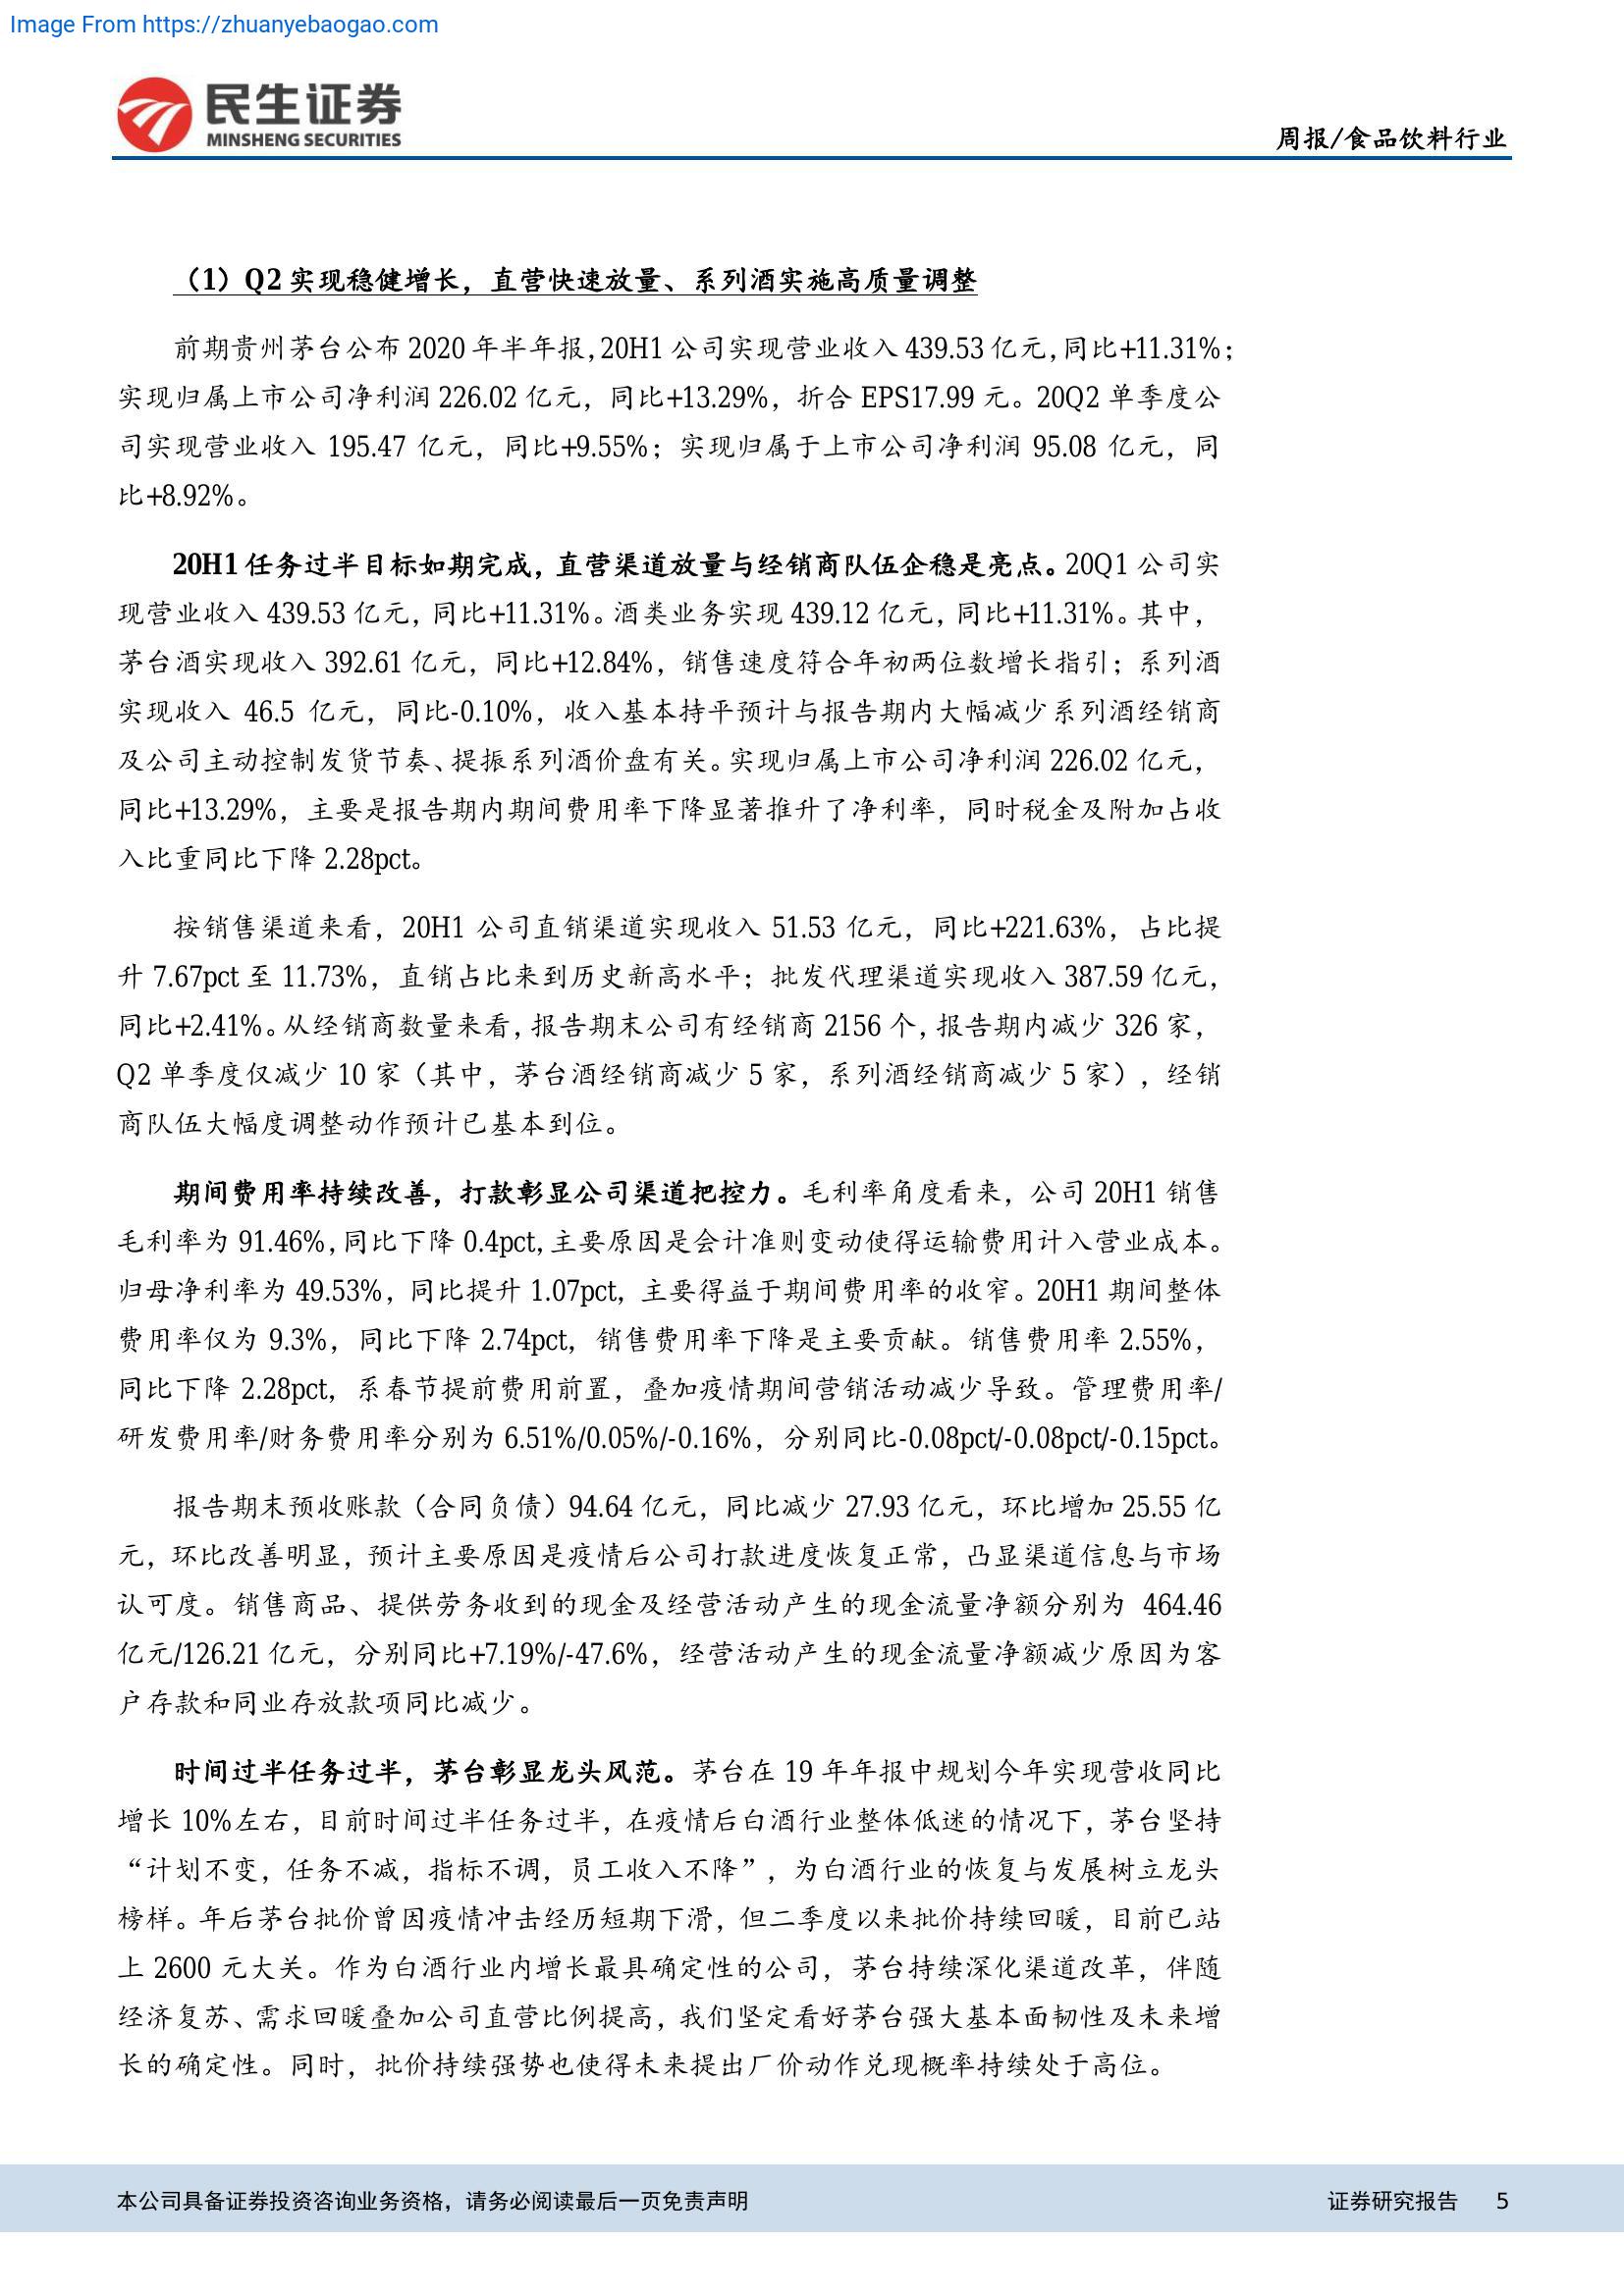 Image From https://zhuanyebaogao.com
民生证券
MINSHENG SECURITIES
周报/食品饮料行业
（1）Q2 实现稳健增长，直营快速放量、系列酒实施高质量调整
前期贵州茅台公布 2020 年半年报，20H1 公司实现营业收入 439.53 亿元，同比+11.31%；
实现归属上市公司净利润 226.02 亿元，同比+13.29%，折合 EPS17.99 元。20Q2 单季度公
司实现营业收入 195.47 亿元，同比+9.55%；实现归属于上市公司净利润 95.08 亿元，同
比+8.92%。
20H1 任务过半目标如期完成，直营渠道放量与经销商队伍企稳是亮点。20Q1 公司实
现营业收入 439.53 亿元，同比+11.31%。酒类业务实现 439.12 亿元，同比+11.31%。其中，
茅台酒实现收入 392.61 亿元，同比+12.84%，销售速度符合年初两位数增长指引；系列酒
实现收入 46.5 亿元，同比-0.10%，收入基本持平预计与报告期内大幅减少系列酒经销商
及公司主动控制发货节奏、提振系列酒价盘有关。实现归属上市公司净利润 226.02 亿元，
同比+13.29%，主要是报告期内期间费用率下降显著推升了净利率，同时税金及附加占收
入比重同比下降 2.28pct。
按销售渠道来看，20H1 公司直销渠道实现收入 51.53 亿元，同比+221.63%，占比提
升 7.67pct 至 11.73%，直销占比来到历史新高水平；批发代理渠道实现收入 387.59 亿元，
同比+2.41%。从经销商数量来看，报告期末公司有经销商 2156 个，报告期内减少 326 家，
Q2 单季度仅减少 10 家（其中，茅台酒经销商减少 5 家，系列酒经销商减少 5 家），经销
商队伍大幅度调整动作预计已基本到位。
期间费用率持续改善，打款彰显公司渠道把控力。毛利率角度看来，公司 20H1 销售
毛利率为 91.46%，同比下降 0.4pct，主要原因是会计准则变动使得运输费用计入营业成本。
归母净利率为 49.53%，同比提升 1.07pct，主要得益于期间费用率的收窄。20H1 期间整体
费用率仅为 9.3%，同比下降 2.74pct，销售费用率下降是主要贡献。销售费用率 2.55%，
同比下降 2.28pct，系春节提前费用前置，叠加疫情期间营销活动减少导致。管理费用率/
研发费用率/财务费用率分别为 6.51%/0.05%/-0.16%，分别同比-0.08pct/-0.08pct/-0.15pct。
报告期末预收账款（合同负债）94.64 亿元，同比减少 27.93 亿元，环比增加 25.55 亿
元，环比改善明显，预计主要原因是疫情后公司打款进度恢复正常，凸显渠道信息与市场
认可度。销售商品、提供劳务收到的现金及经营活动产生的现金流量净额分别为 464.46
亿元/126.21 亿元，分别同比+7.19%/-47.6%，经营活动产生的现金流量净额减少原因为客
户存款和同业存放款项同比减少。
时间过半任务过半，茅台彰显龙头风范。茅台在 19 年年报中规划今年实现营收同比
增长 10%左右，目前时间过半任务过半，在疫情后白酒行业整体低迷的情况下，茅台坚持
“计划不变，任务不减，指标不调，员工收入不降”，为白酒行业的恢复与发展树立龙头
榜样。年后茅台批价曾因疫情冲击经历短期下滑，但二季度以来批价持续回暖，目前已站
上 2600 元大关。作为白酒行业内增长最具确定性的公司，茅台持续深化渠道改革，伴随
经济复苏、需求回暖叠加公司直营比例提高，我们坚定看好茅台强大基本面韧性及未来增
长的确定性。同时，批价持续强势也使得未来提出厂价动作兑现概率持续处于高位。
本公司具备证券投资咨询业务资格，请务必阅读最后一页免责声明
证券研究报告 5